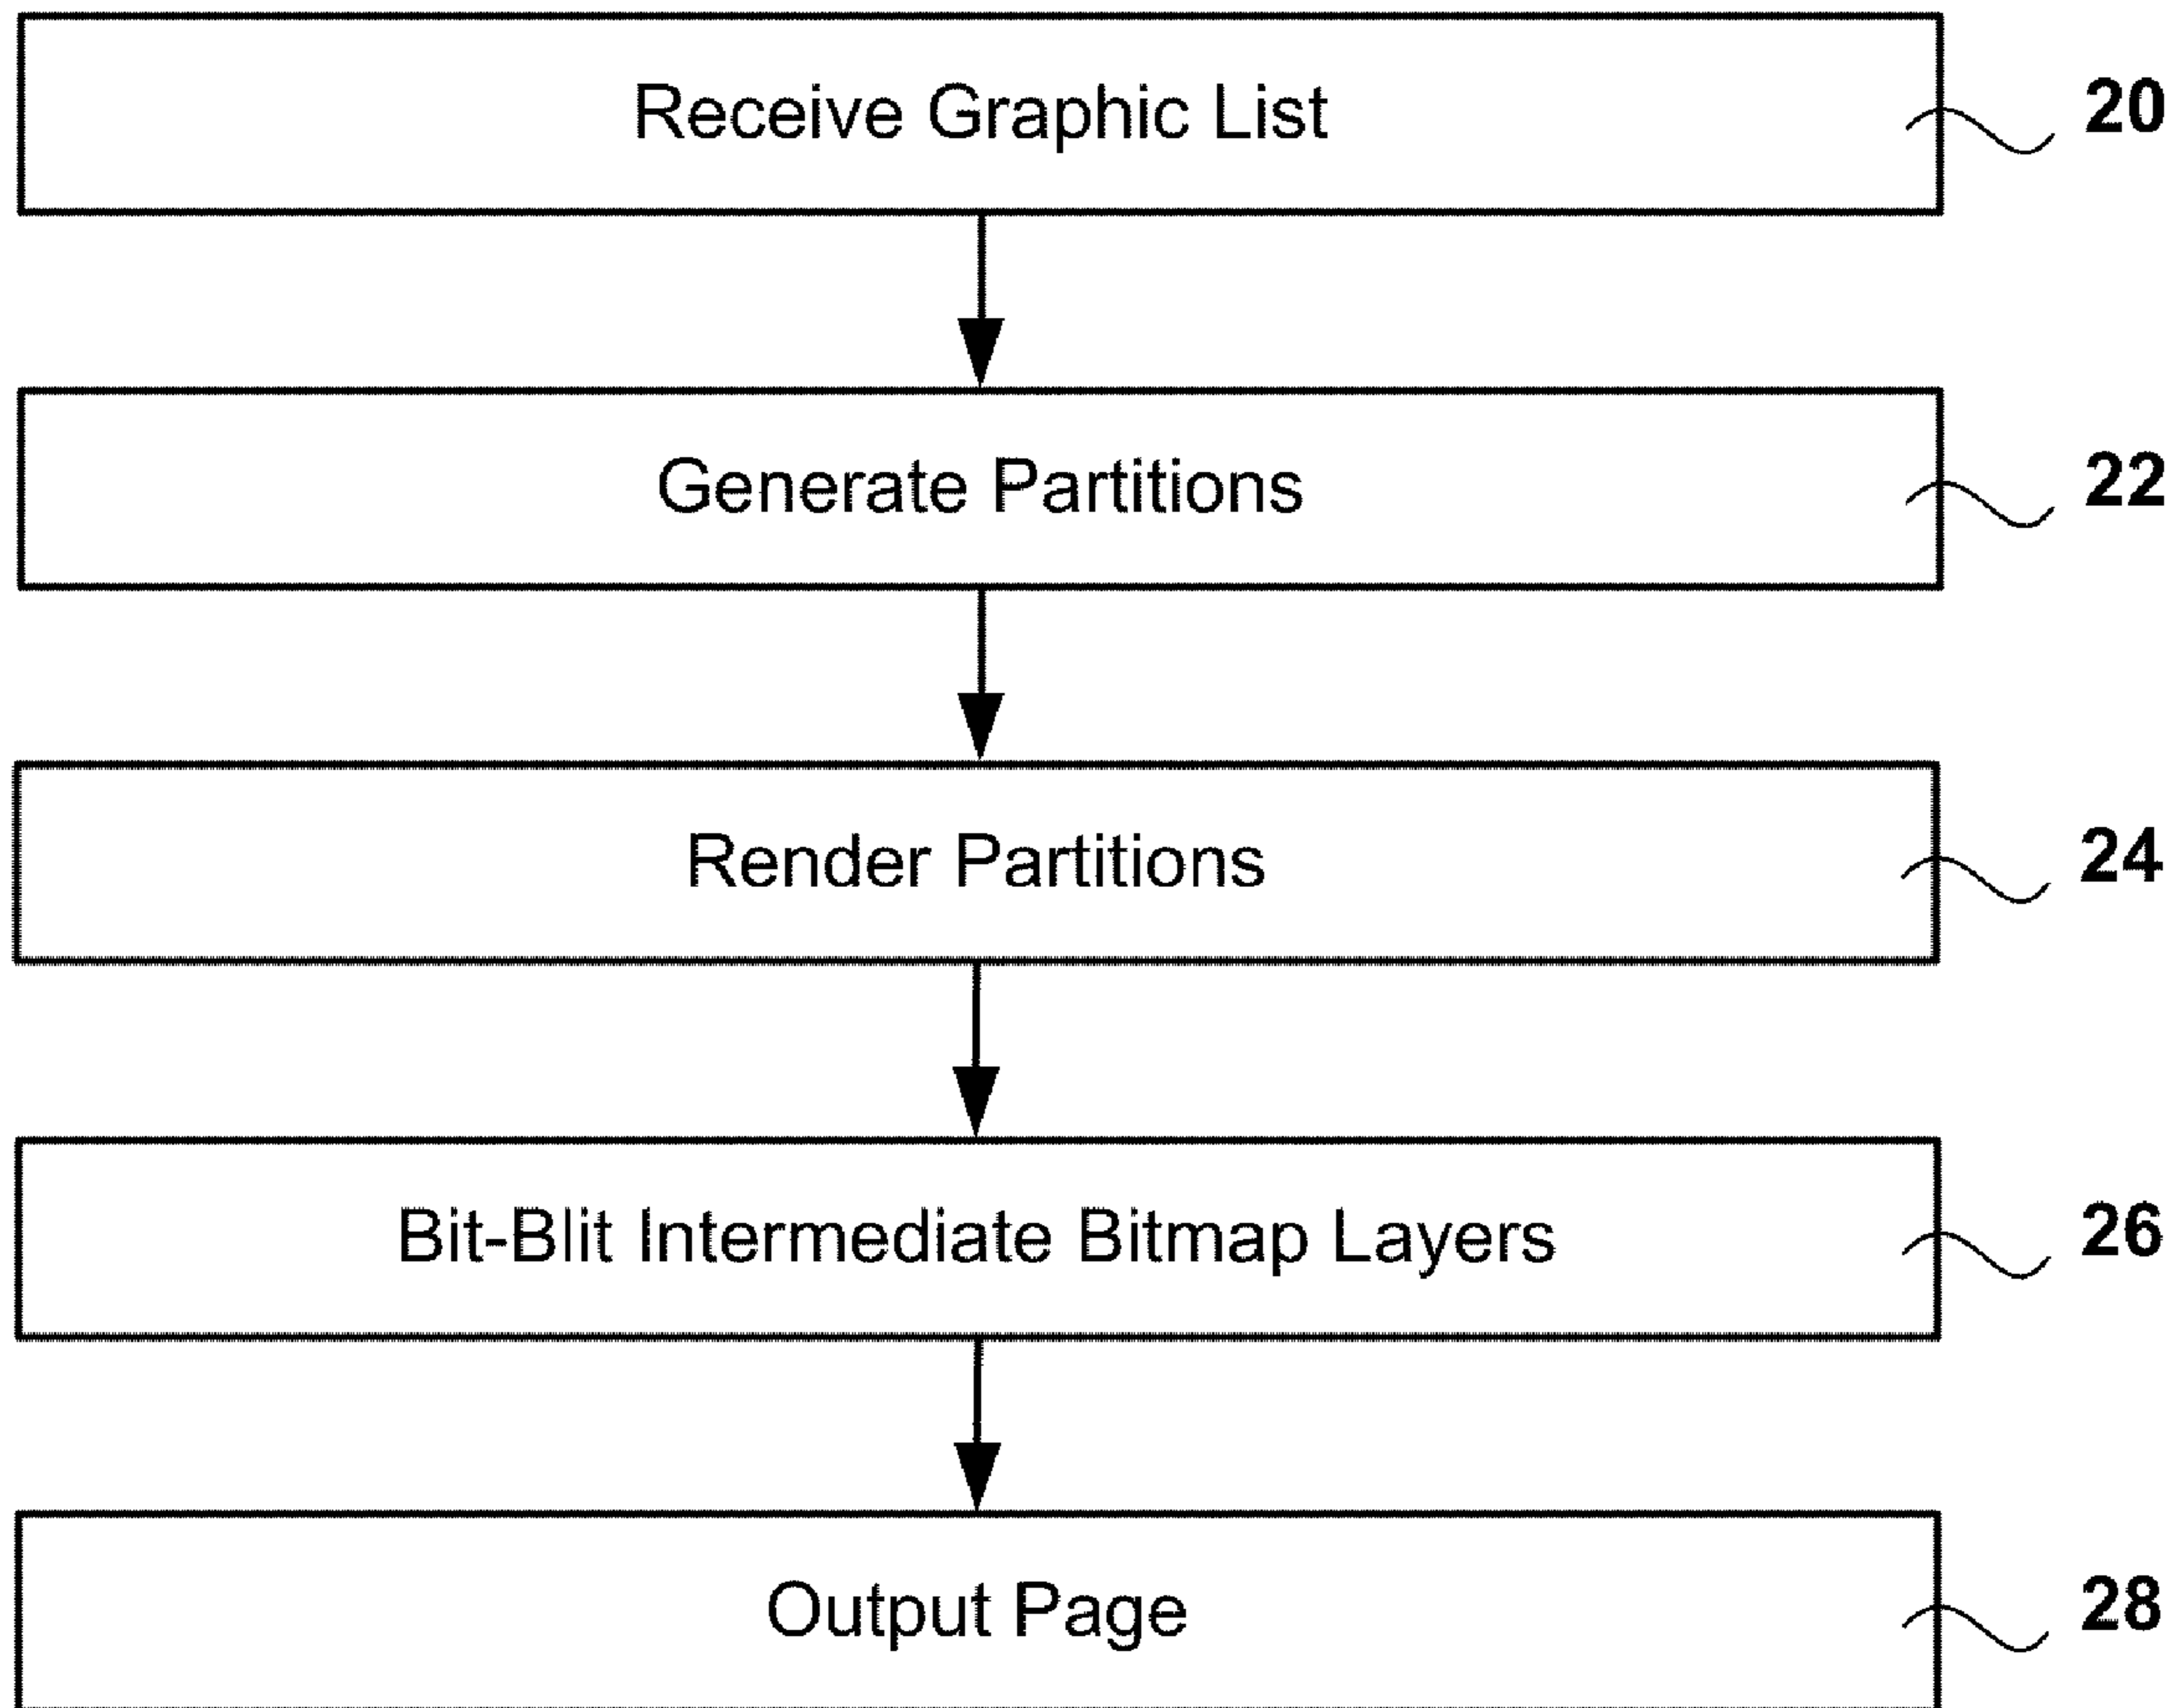 Receive Graphic List 20
Generate Partitions 22
Render Partitions 24
Bit-Blit Intermediate Bitmap Layers 26
Output Page 28